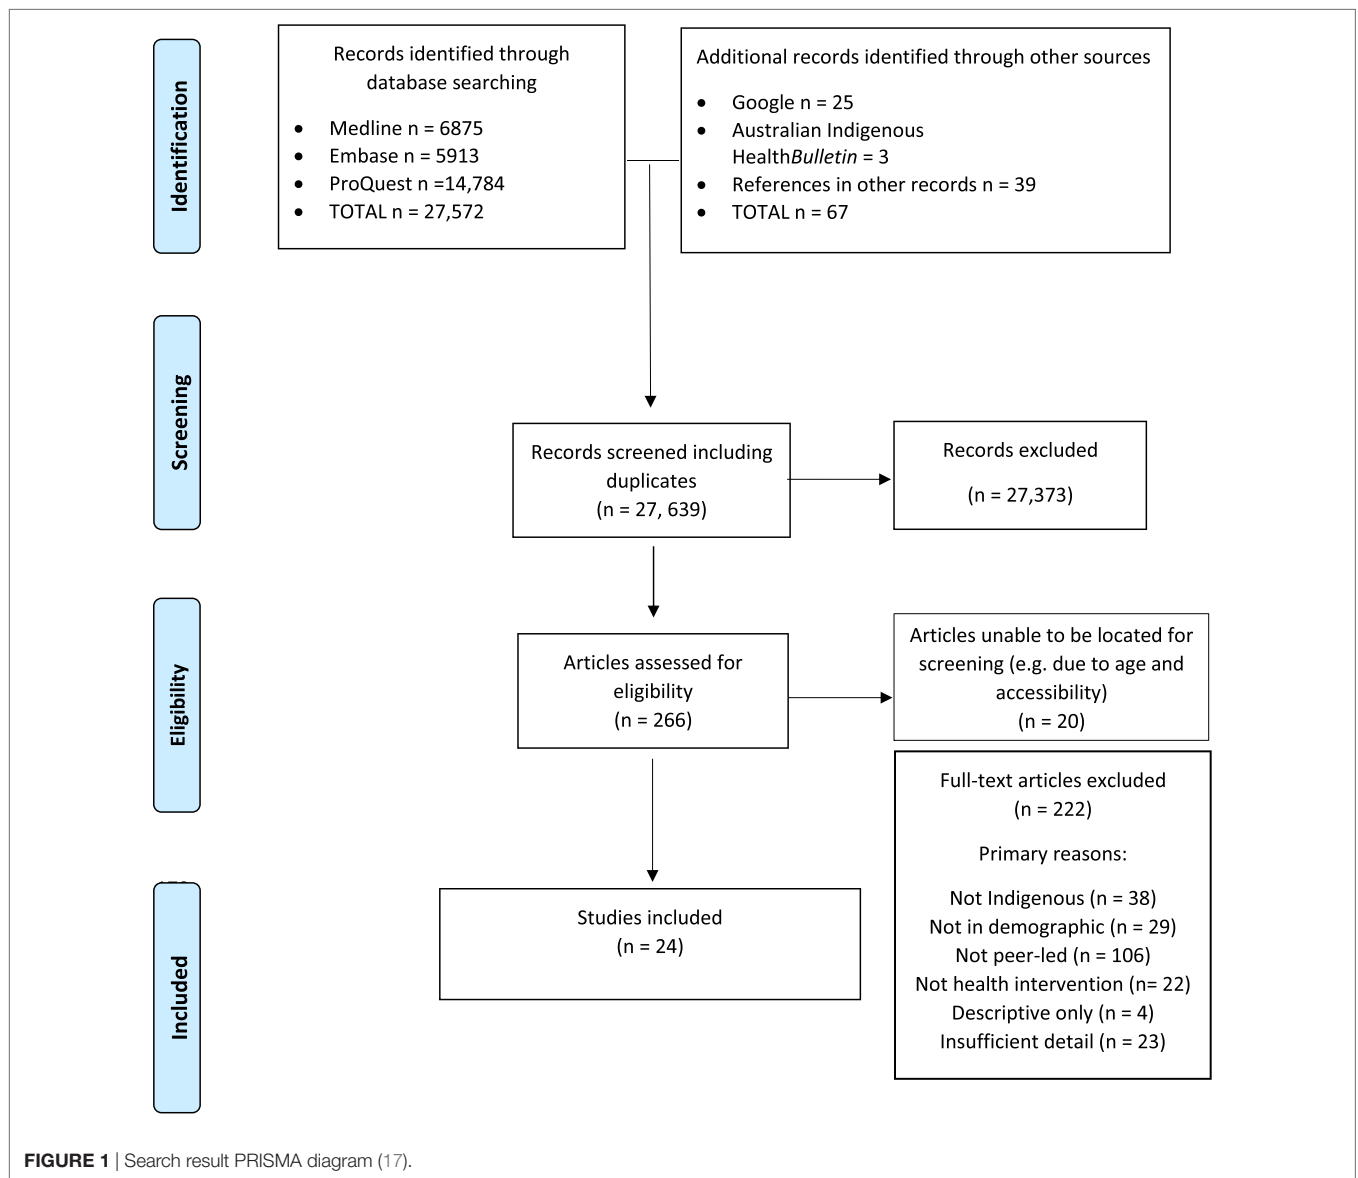 Identification
Records identified through
database searching
• Medline n = 6875
• Embase n = 5913
• ProQuest n =14,784
• TOTAL n = 27,572
Additional records identified through other sources
• Google n = 25
• Australian Indigenous
HealthBulletin = 3
• References in other records n = 39
• TOTAL n = 67
Screening
Records screened including
duplicates
(n = 27, 639)
Records excluded
(n = 27,373)
Eligibility
Articles assessed for
eligibility
(n = 266)
Articles unable to be located for
screening (e.g. due to age and
accessibility)
(n = 20)
Full-text articles excluded
(n = 222)
Primary reasons:
Not Indigenous (n = 38)
Not in demographic (n = 29)
Not peer-led (n = 106)
Not health intervention (n= 22)
Descriptive only (n = 4)
Insufficient detail (n = 23)
Included
Studies included
(n = 24)
FIGURE 1 | Search result PRISMA diagram (17).